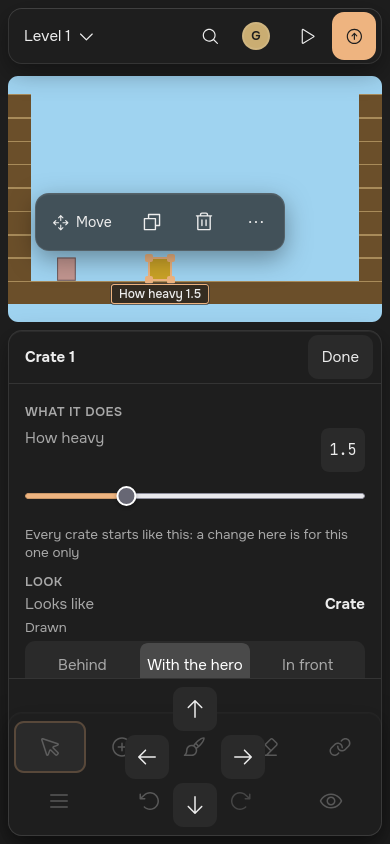 Level 1
G
Move
How heavy 1.5
Crate 1
Done
WHAT IT DOES
How heavy
1.5
Every crate starts like this: a change here is for this
one only
LOOK
Looks like
Crate
Drawn
Behind
With the hero
In front